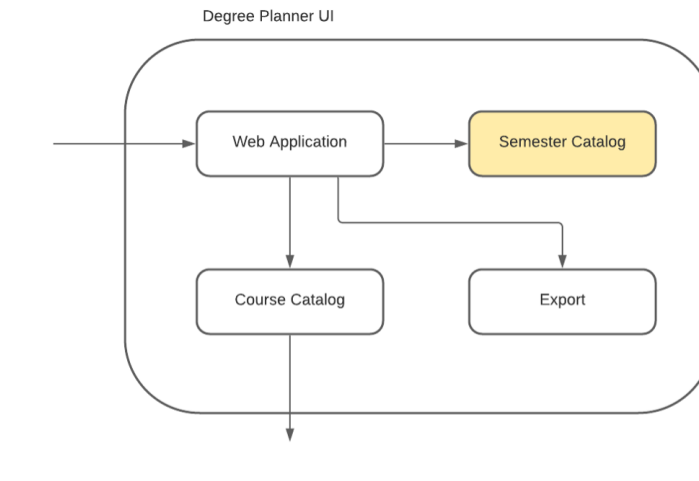 Degree Planner UI
Web Application
Semester Catalog
Course Catalog
Export